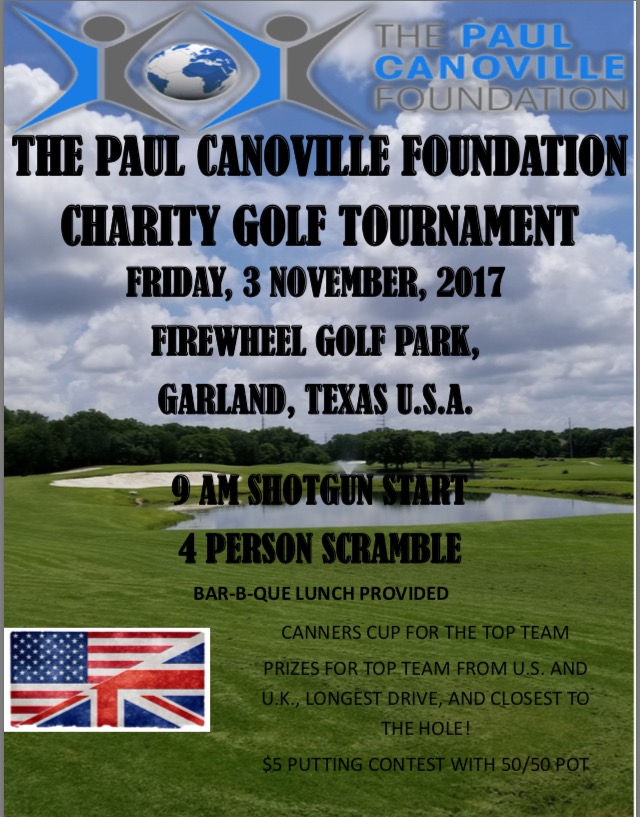 THE PAUL
CANOVILLE
FOUNDATION
THE PAUL CANOVILLE FOUNDATION
CHARITY GOLF TOURNAMENT
FRIDAY, 3 NOVEMBER, 2017
FIREWHEEL GOLF PARK,
GARLAND, TEXAS U.S.A.
9 AM SHOTGUN START
4 PERSON SCRAMBLE
BAR-B-QUE LUNCH PROVIDED
CANNERS CUP FOR THE TOP TEAM
PRIZES FOR TOP TEAM FROM U.S. AND
U.K., LONGEST DRIVE, AND CLOSEST TO
THE HOLE!
$5 PUTTING CONTEST WITH 50/50 POT